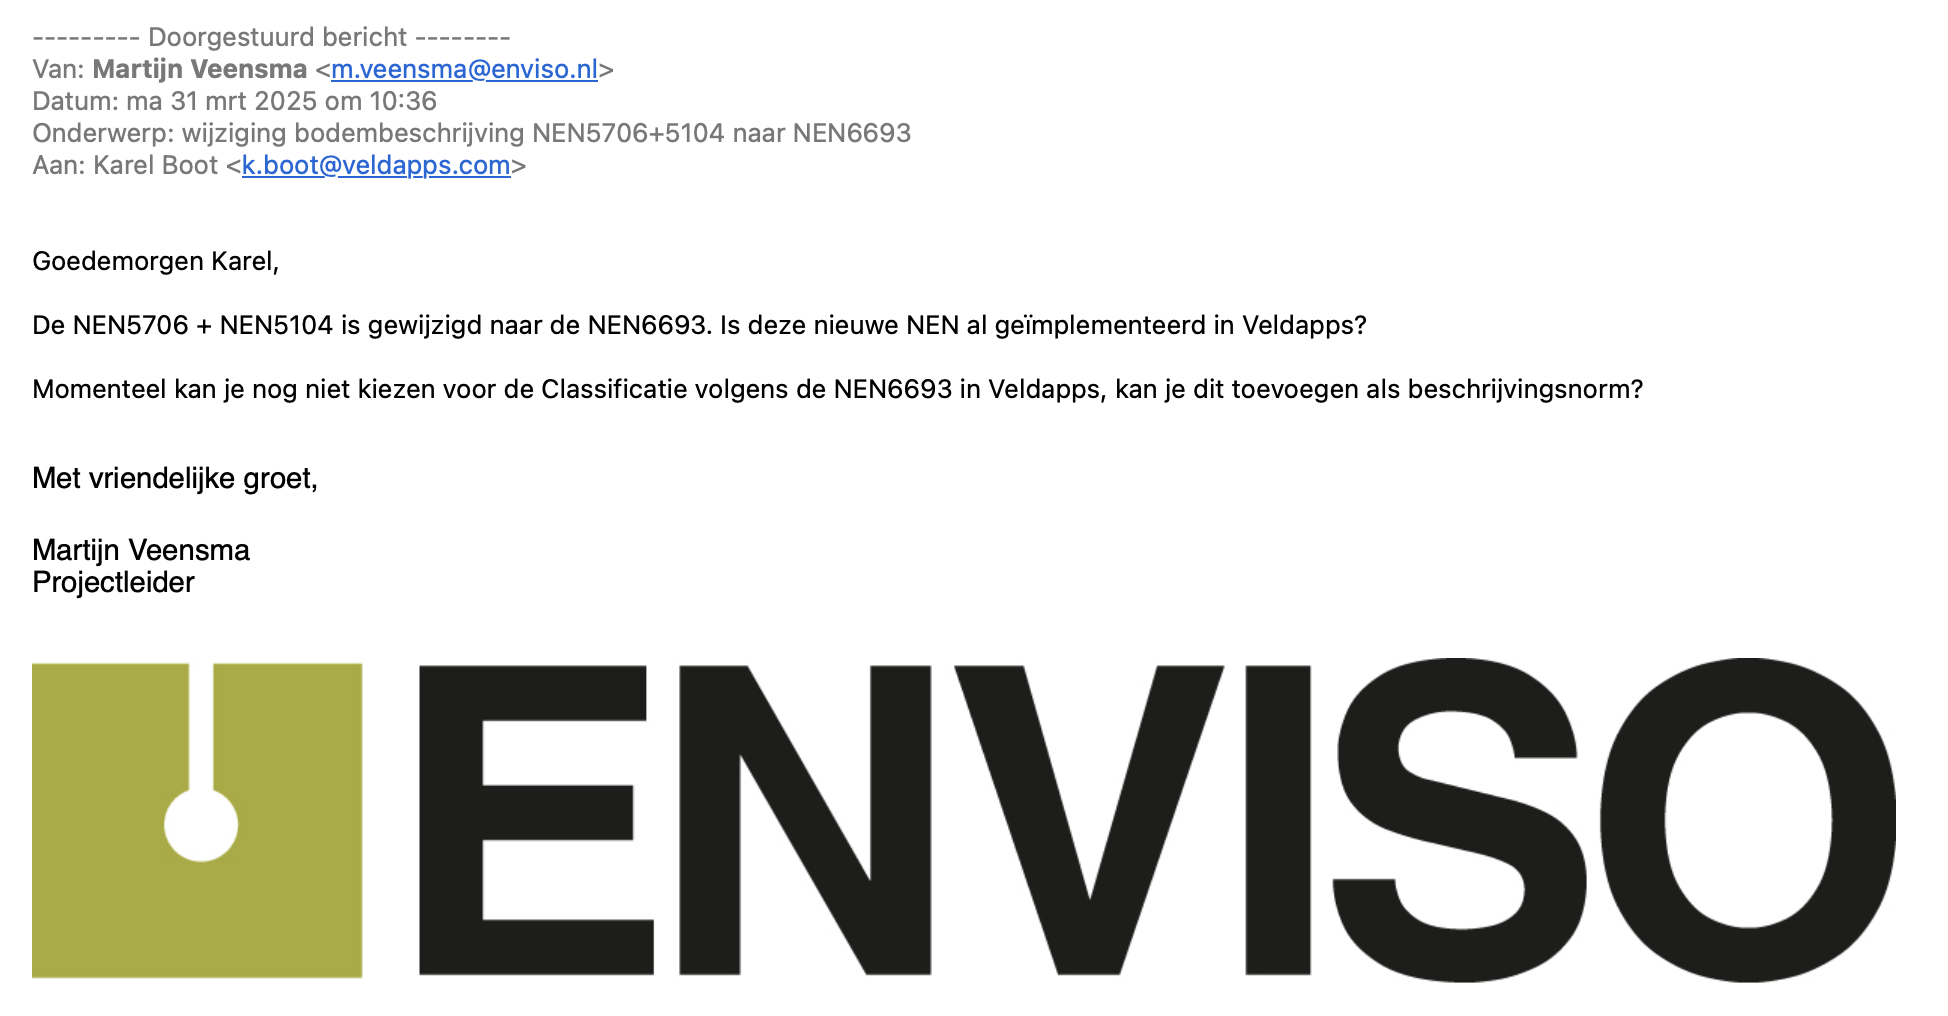 --------- Doorgestuurd bericht --------
Van: Martijn Veensma <m.veensma@enviso.nl>
Datum: ma 31 mrt 2025 om 10:36
Onderwerp: wijziging bodembeschrijving NEN5706+5104 naar NEN6693
Aan: Karel Boot <k.boot@veldapps.com>
Goedemorgen Karel,
De NEN5706 + NEN5104 is gewijzigd naar de NEN6693. Is deze nieuwe NEN al geïmplementeerd in Veldapps?
Momenteel kan je nog niet kiezen voor de Classificatie volgens de NEN6693 in Veldapps, kan je dit toevoegen als beschrijvingsnorm?
Met vriendelijke groet,
Martijn Veensma
Projectleider
ENVISO